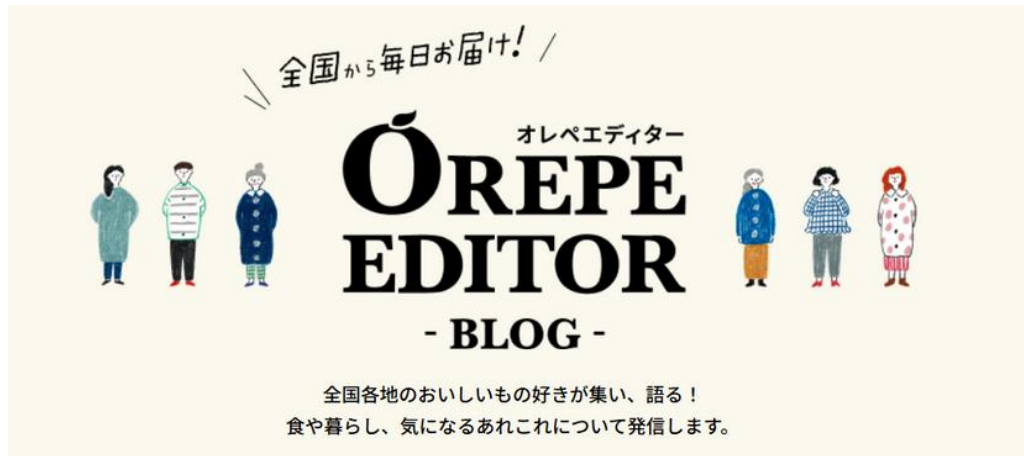 全国から毎日お届け!
オレペエディター
OREPE
EDITOR
- BLOG -
全国各地のおいしいもの好きが集い、語る！
食や暮らし、気になるあれこれについて発信します。